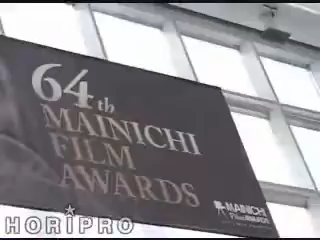 64th
MAINICHI
FILM
AWARDS
MAINICHI
Film AWARDS
HORIPRO